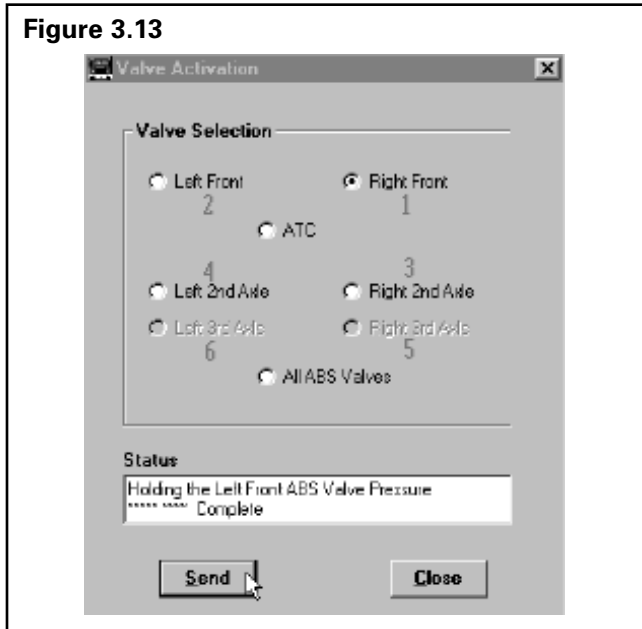 Figure 3.13
Valve Activation
Valve Selection
Left Front Right Front
2 1
ATC
4 3
Left 2nd Axle Right 2nd Axle
Left 3rd Axle Right 3rd Axle
6 5
All ABS Valves
Status
Holding the Left Front ABS Valve Pressure
***** **** Complete
Send Close